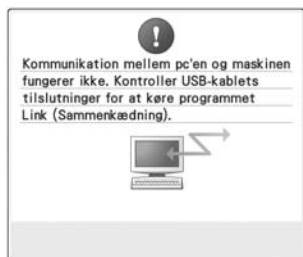 Kommunikation mellem pc'en og maskinen
fungerer ikke. Kontroller USB-kablets
tilslutninger for at køre programmet
Link (Sammenkædning).